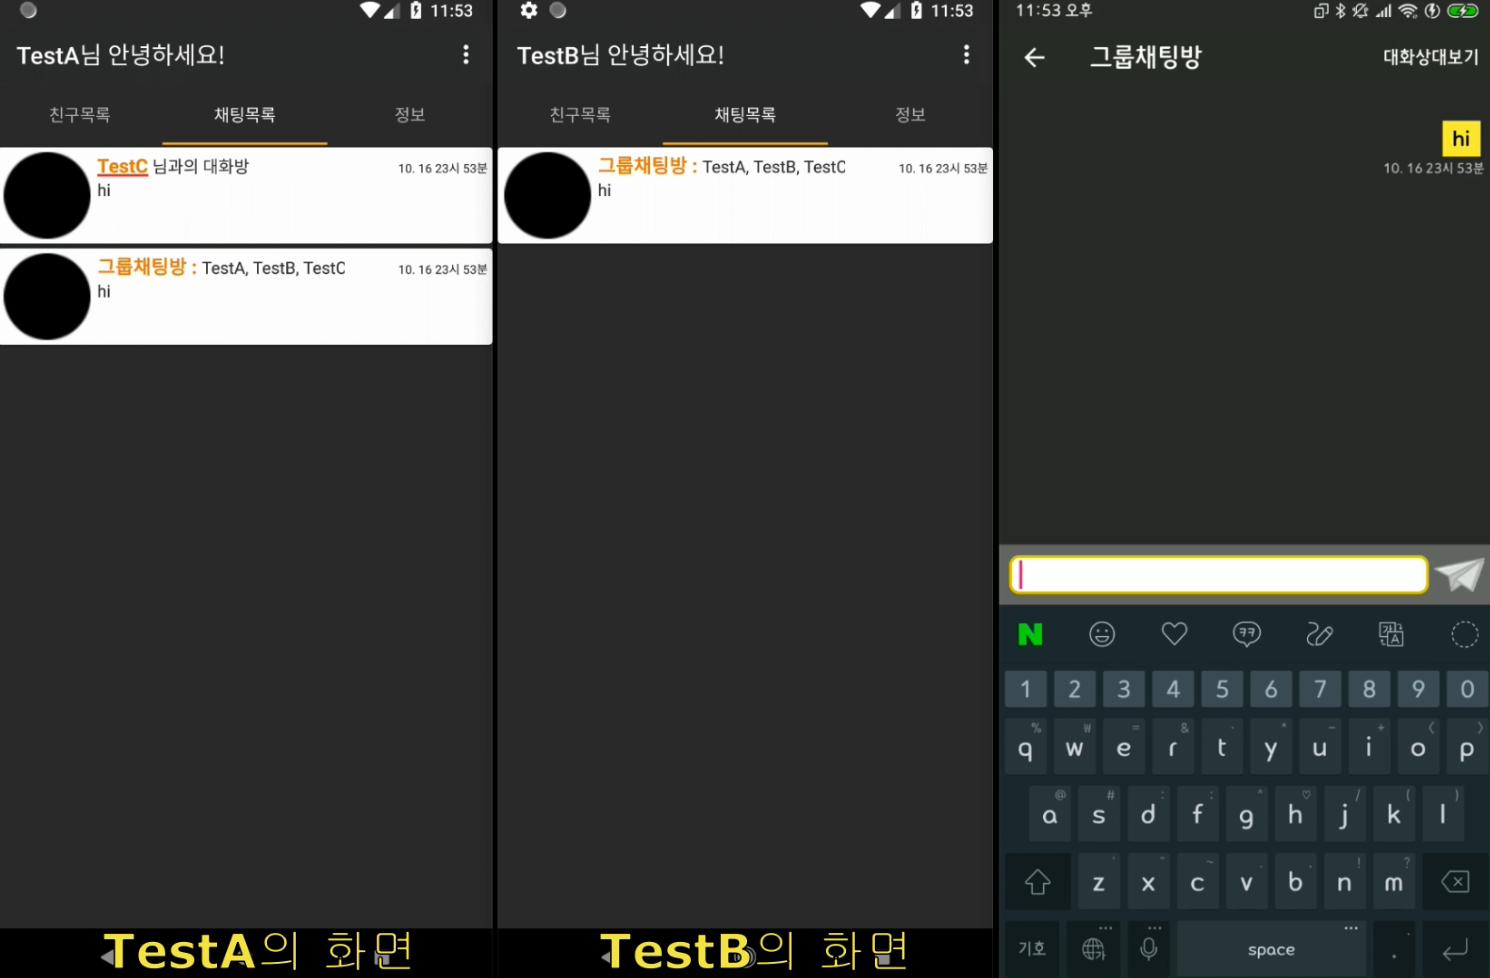 11:53
TestA님 안녕하세요!
친구목록 채팅목록 정보
TestC 님과의 대화방 10. 16 23시 53분
hi
그룹채팅방 : TestA, TestB, TestC 10. 16 23시 53분
hi
TestA의 화면
11:53
TestB님 안녕하세요!
친구목록 채팅목록 정보
그룹채팅방 : TestA, TestB, TestC 10. 16 23시 53분
hi
TestB의 화면
11:53 오후
그룹채팅방 대화상대보기
hi
10. 16 23시 53분
N ㅋㅋ
1 2 3 4 5 6 7 8 9 0
q w e r t y u i o p
a s d f g h j k l
z x c v b n m
기호 space .